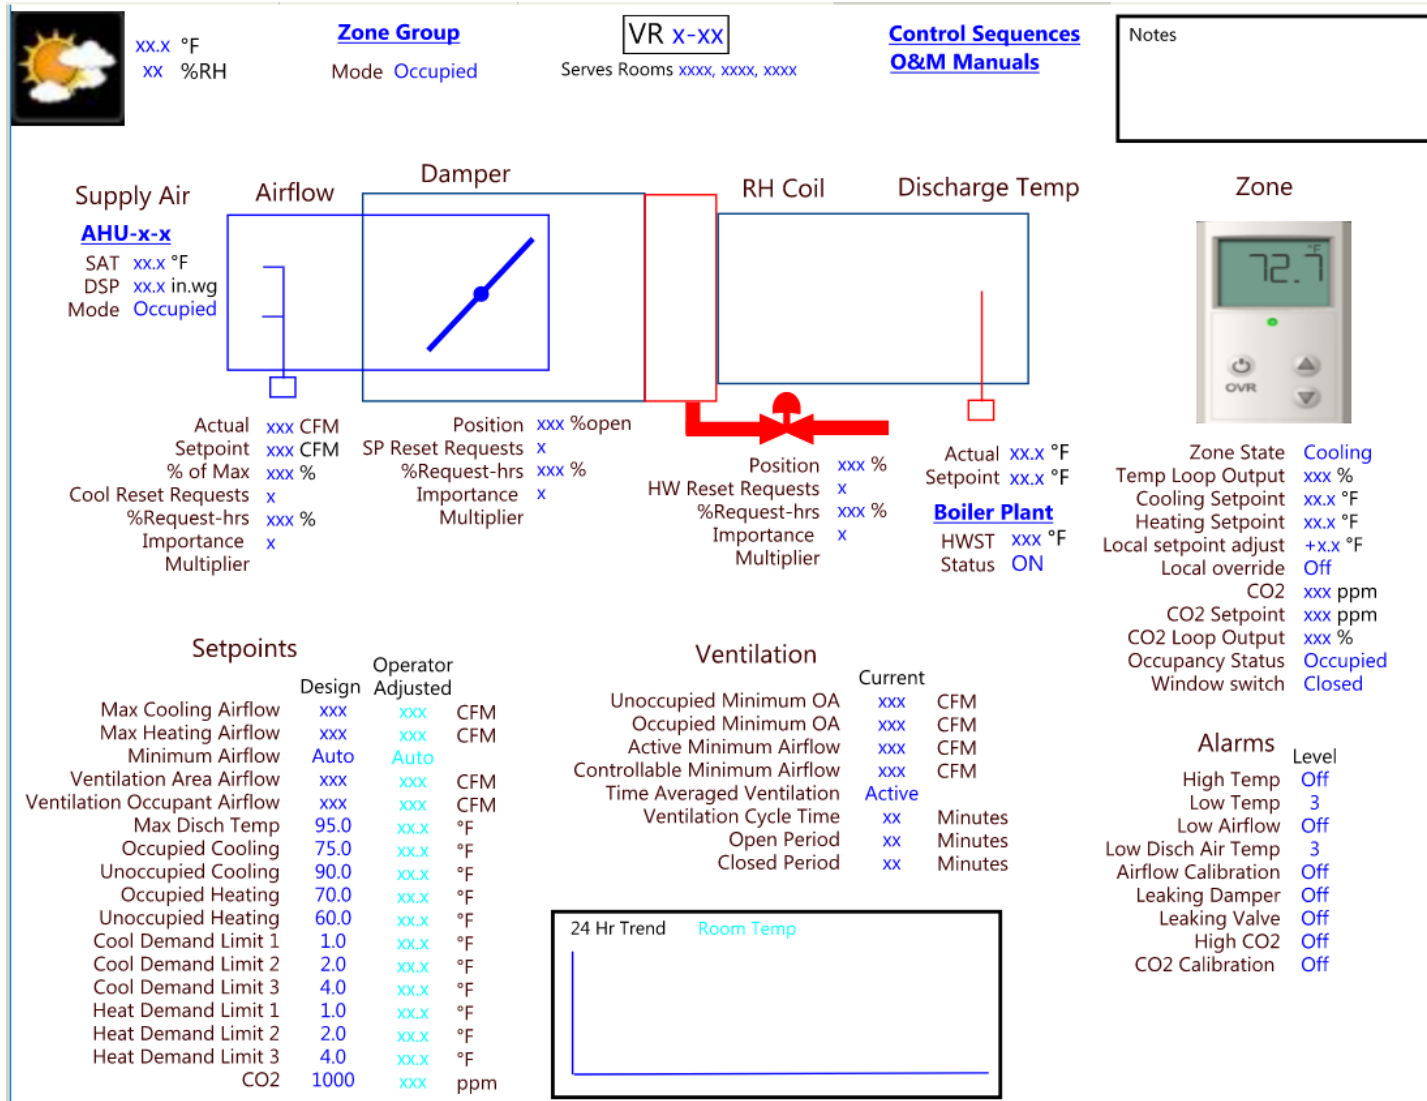 xx.x °F
xx %RH
Zone Group
Mode Occupied
VR x-xx
Serves Rooms xxxx, xxxx, xxxx
Control Sequences
O&M Manuals
Notes
Supply Air
AHU-x-x
SAT xx.x °F
DSP xx.x in.wg
Mode Occupied
Airflow
Damper
RH Coil
Discharge Temp
Zone
72.7 °F
OVR
Actual xxx CFM
Setpoint xxx CFM
% of Max xxx %
Cool Reset Requests x
%Request-hrs xxx %
Importance x
Multiplier
Position xxx %open
SP Reset Requests x
%Request-hrs xxx %
Importance x
Multiplier
Position xxx %
HW Reset Requests x
%Request-hrs xxx %
Importance x
Multiplier
Actual xx.x °F
Setpoint xx.x °F
Boiler Plant
HWST xxx °F
Status ON
Zone State Cooling
Temp Loop Output xxx %
Cooling Setpoint xx.x °F
Heating Setpoint xx.x °F
Local setpoint adjust +x.x °F
Local override Off
CO2 xxx ppm
CO2 Setpoint xxx ppm
CO2 Loop Output xxx %
Occupancy Status Occupied
Window switch Closed
Setpoints
Operator
Design Adjusted
Max Cooling Airflow xxx xxx CFM
Max Heating Airflow xxx xxx CFM
Minimum Airflow Auto Auto
Ventilation Area Airflow xxx xxx CFM
Ventilation Occupant Airflow xxx xxx CFM
Max Disch Temp 95.0 xx.x °F
Occupied Cooling 75.0 xx.x °F
Unoccupied Cooling 90.0 xx.x °F
Occupied Heating 70.0 xx.x °F
Unoccupied Heating 60.0 xx.x °F
Cool Demand Limit 1 1.0 xx.x °F
Cool Demand Limit 2 2.0 xx.x °F
Cool Demand Limit 3 4.0 xx.x °F
Heat Demand Limit 1 1.0 xx.x °F
Heat Demand Limit 2 2.0 xx.x °F
Heat Demand Limit 3 4.0 xx.x °F
CO2 1000 xxx ppm
Ventilation
Current
Unoccupied Minimum OA xxx CFM
Occupied Minimum OA xxx CFM
Active Minimum Airflow xxx CFM
Controllable Minimum Airflow xxx CFM
Time Averaged Ventilation Active
Ventilation Cycle Time xx Minutes
Open Period xx Minutes
Closed Period xx Minutes
24 Hr Trend Room Temp
Alarms
Level
High Temp Off
Low Temp 3
Low Airflow Off
Low Disch Air Temp 3
Airflow Calibration Off
Leaking Damper Off
Leaking Valve Off
High CO2 Off
CO2 Calibration Off